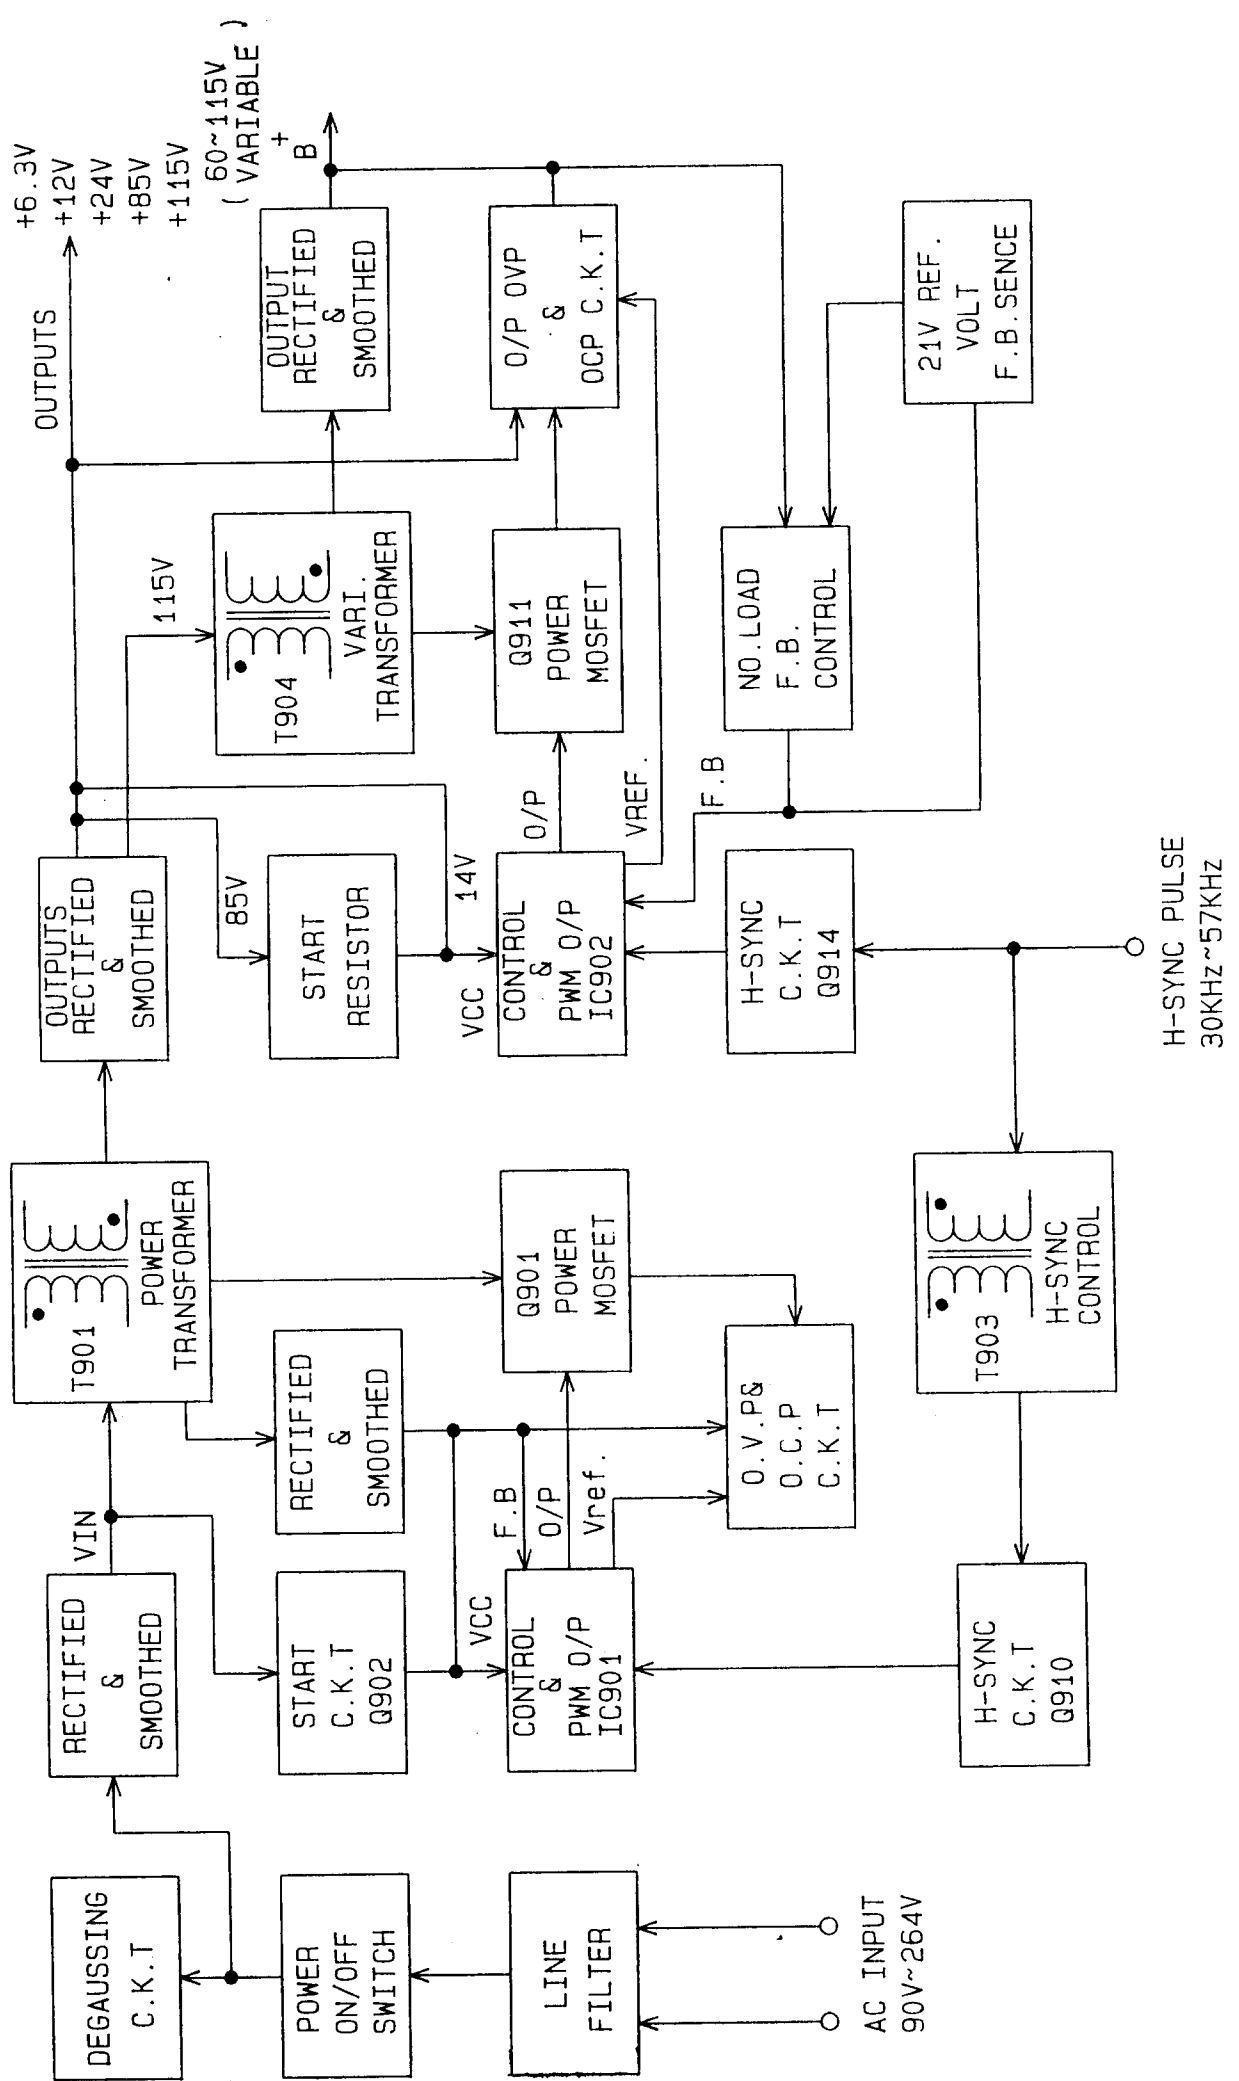 DEGAUSSING
C.K.T
POWER
ON/OFF
SWITCH
LINE
FILTER
AC INPUT
90V~264V
RECTIFIED
&
SMOOTHED
VIN
START
C.K.T
Q902
VCC
CONTROL
&
PWM O/P
IC901
F.B
O/P
Vref.
H-SYNC
C.K.T
Q910
T901
POWER
TRANSFORMER
RECTIFIED
&
SMOOTHED
Q901
POWER
MOSFET
O.V.P&
O.C.P
C.K.T
T903
H-SYNC
CONTROL
OUTPUTS
RECTIFIED
&
SMOOTHED
85V
START
RESISTOR
14V
VCC
CONTROL
&
PWM O/P
IC902
O/P
VREF.
F.B
H-SYNC
C.K.T
Q914
H-SYNC PULSE
30KHz~57KHz
115V
T904
VARI.
TRANSFORMER
Q911
POWER
MOSFET
NO.LOAD
F.B.
CONTROL
OUTPUTS
+6.3V
+12V
+24V
+85V
+115V
60~115V
( VARIABLE )
+
B
OUTPUT
RECTIFIED
&
SMOOTHED
O/P OVP
&
OCP C.K.T
21V REF.
VOLT
F.B.SENCE